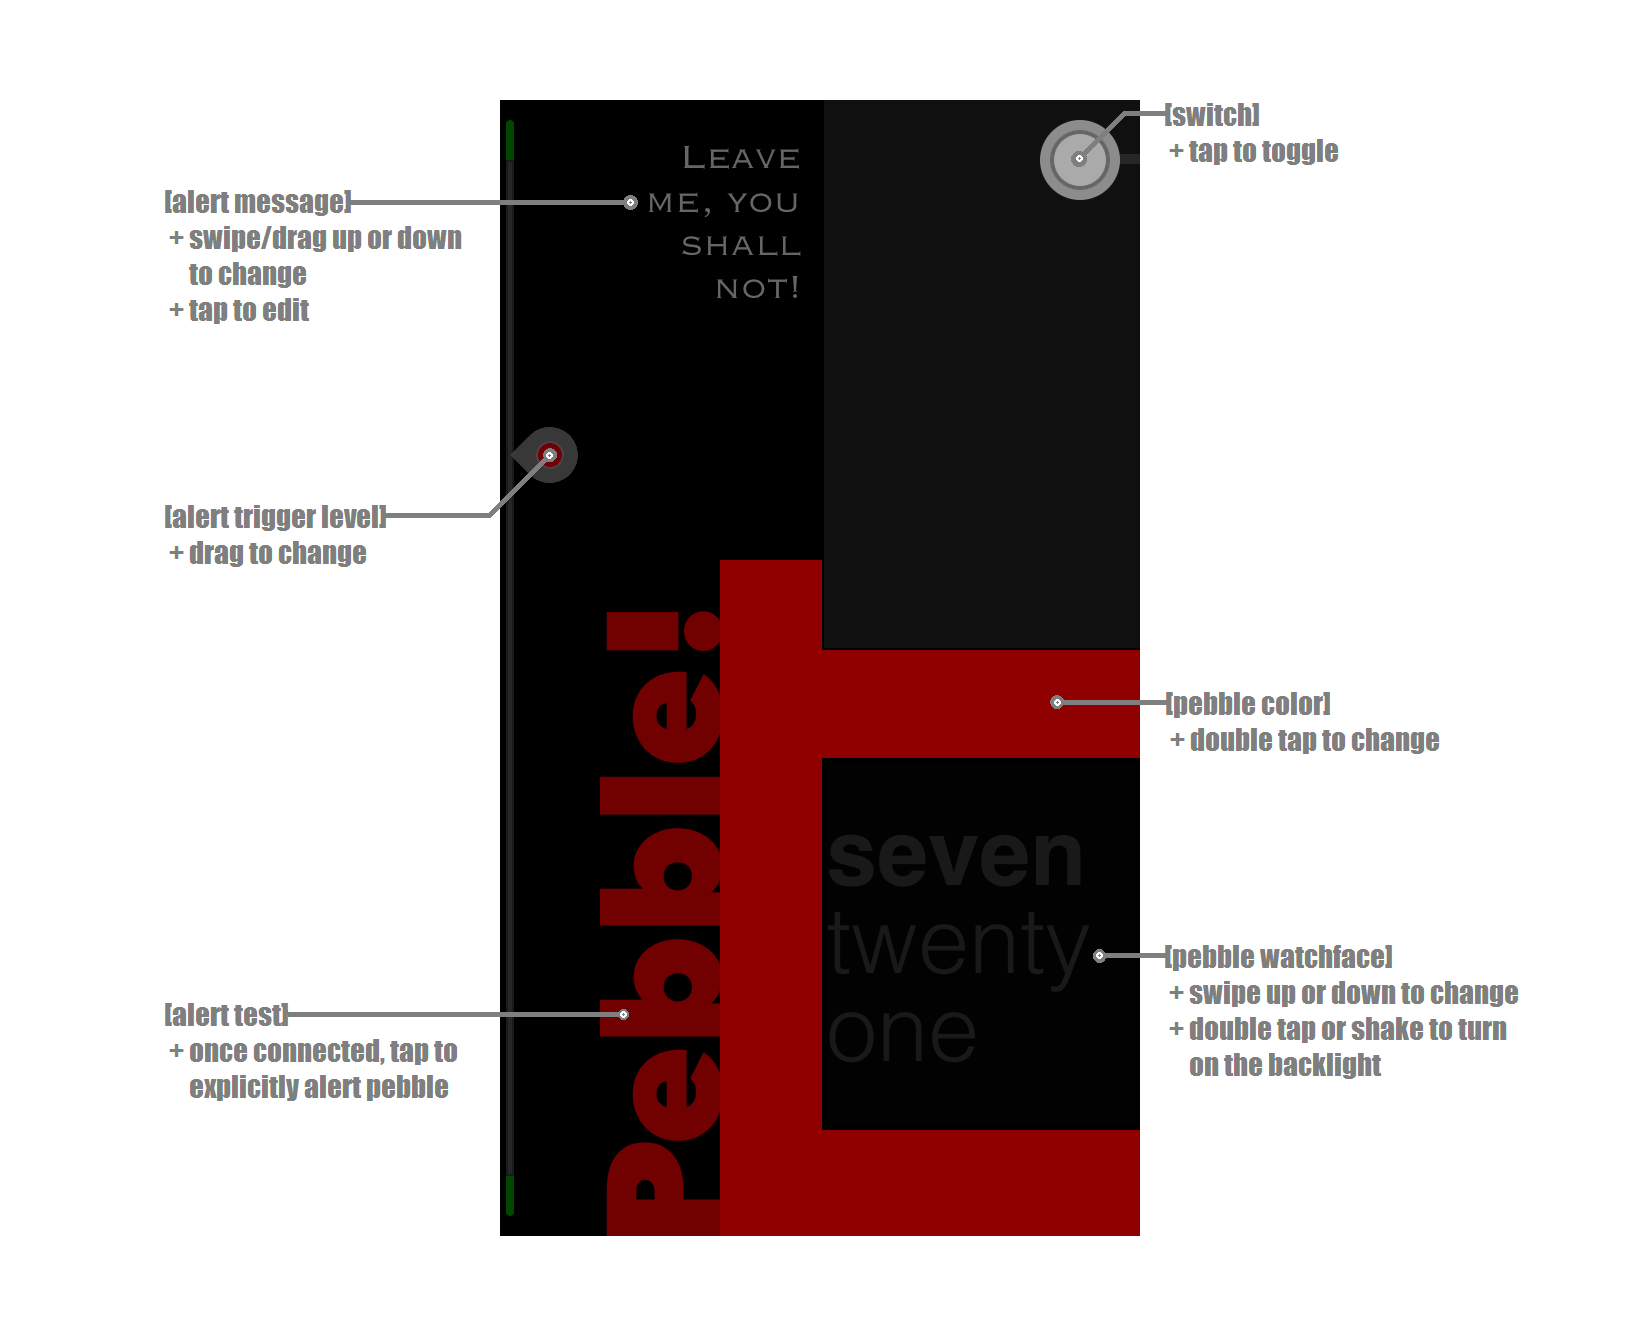 [alert message]
+ swipe/drag up or down
to change
+ tap to edit
[alert trigger level]
+ drag to change
[alert test]
+ once connected, tap to
explicitly alert pebble
Leave
me, you
shall
not!
Pebble!
seven
twenty
one
[switch]
+ tap to toggle
[pebble color]
+ double tap to change
[pebble watchface]
+ swipe up or down to change
+ double tap or shake to turn
on the backlight